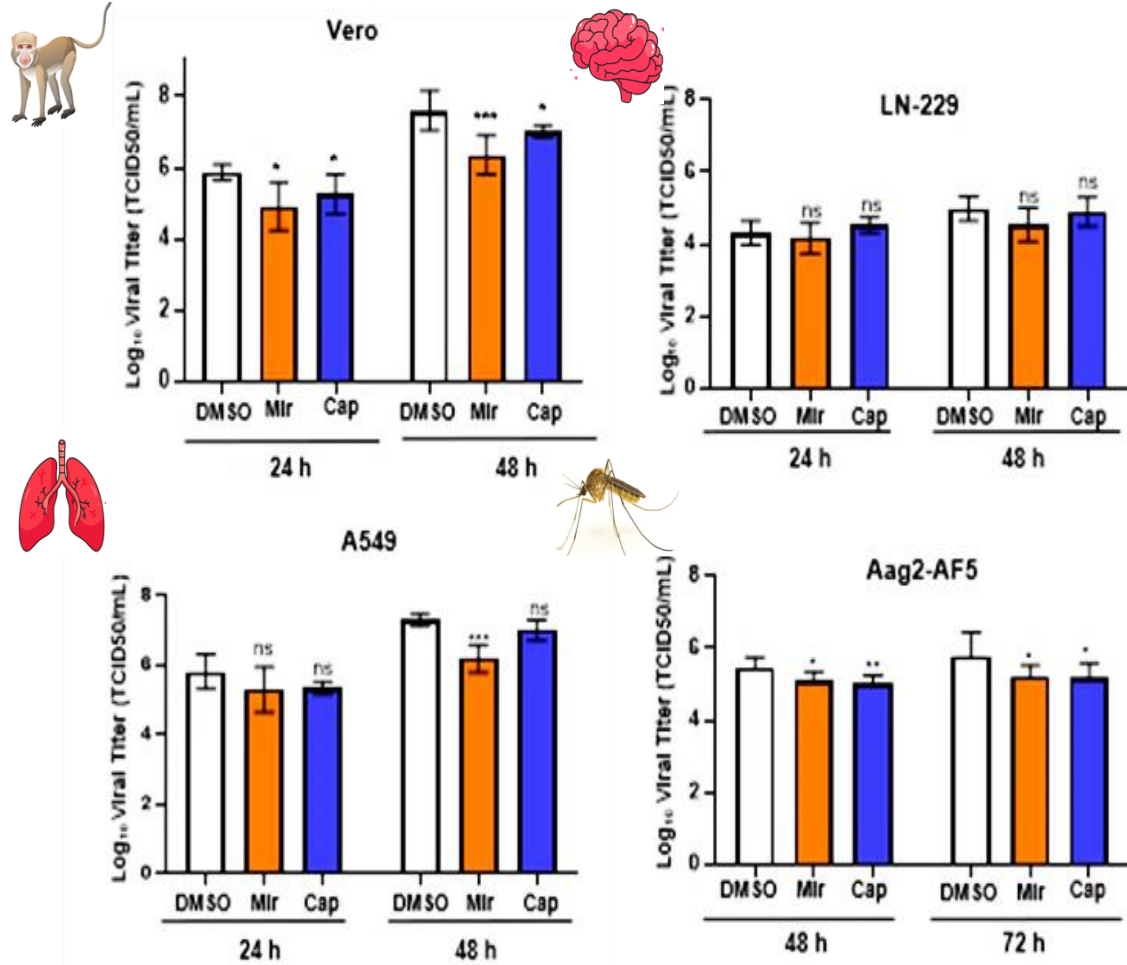 Vero
Log₁₀ Viral Titer (TCID50/mL)
8
6
4
2
0
* *
*** *
DMSO Mir Cap DMSO Mir Cap
24 h 48 h
LN-229
Log₁₀ Viral Titer (TCID50/mL)
8
6
4
2
0
ns ns
ns ns
DMSO Mir Cap DMSO Mir Cap
24 h 48 h
A549
Log₁₀ Viral Titer (TCID50/mL)
8
6
4
2
0
ns ns
*** ns
DMSO Mir Cap DMSO Mir Cap
24 h 48 h
Aag2-AF5
Log₁₀ Viral Titer (TCID50/mL)
8
6
4
2
0
* **
* *
DMSO Mir Cap DMSO Mir Cap
48 h 72 h